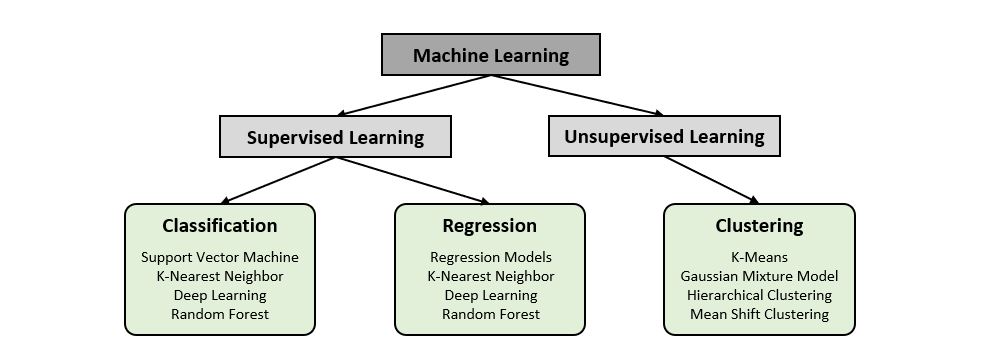 Machine Learning
Supervised Learning
Unsupervised Learning
Classification
Support Vector Machine
K-Nearest Neighbor
Deep Learning
Random Forest
Regression
Regression Models
K-Nearest Neighbor
Deep Learning
Random Forest
Clustering
K-Means
Gaussian Mixture Model
Hierarchical Clustering
Mean Shift Clustering